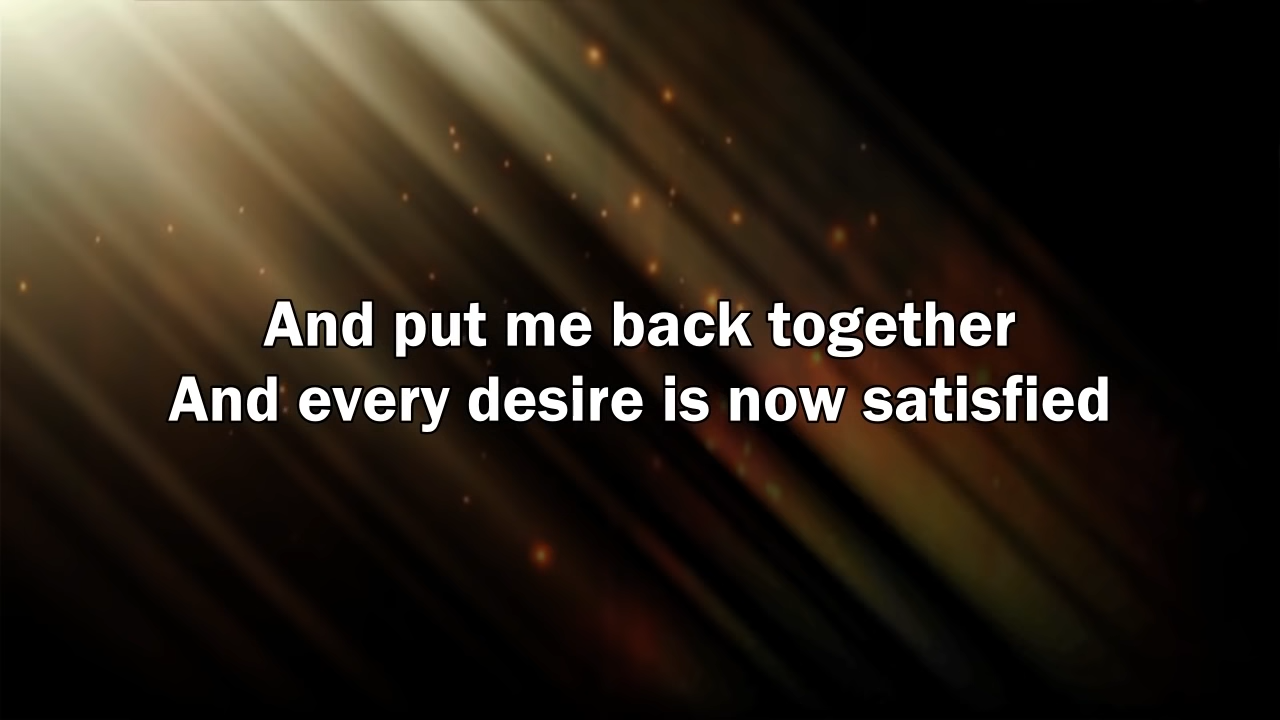 And put me back together
And every desire is now satisfied